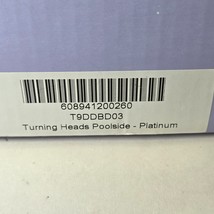 608941200260
T9DDBD03
Turning Heads Poolside - Platinum